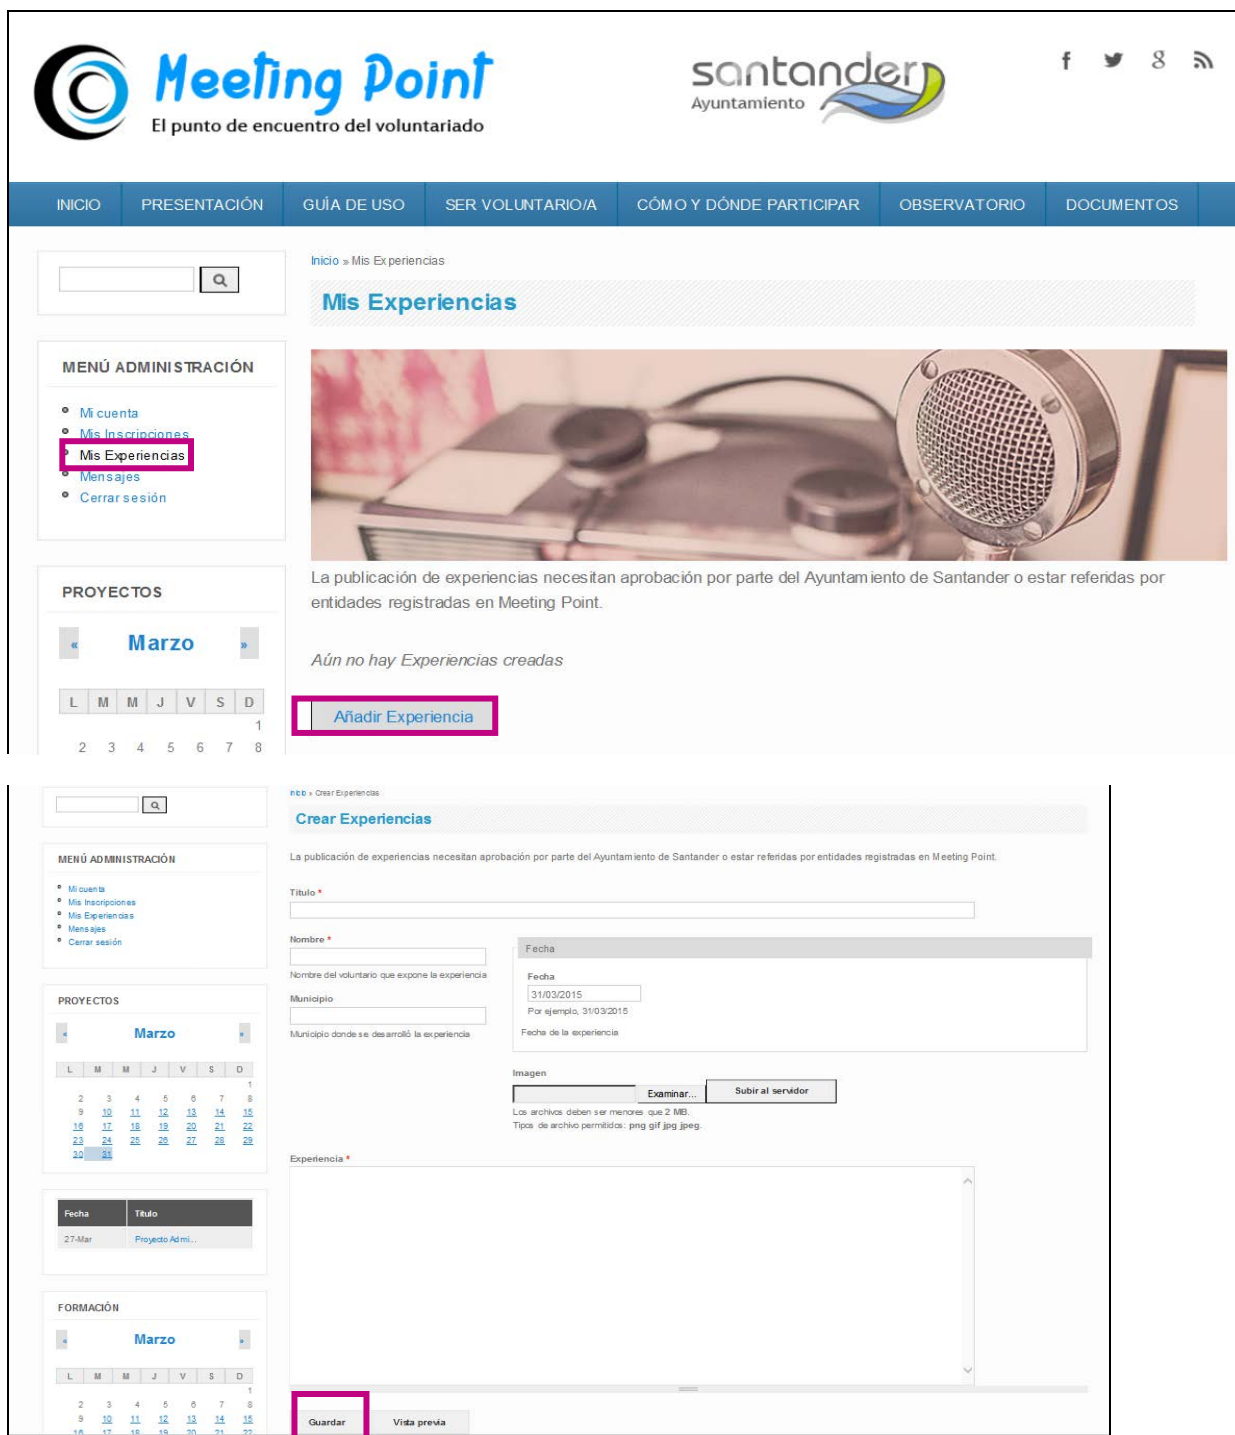 Meeting Point
El punto de encuentro del voluntariado
santander
Ayuntamiento
INICIO PRESENTACIÓN GUÍA DE USO SER VOLUNTARIO/A CÓMO Y DÓNDE PARTICIPAR OBSERVATORIO DOCUMENTOS
Inicio » Mis Experiencias
Mis Experiencias
MENÚ ADMINISTRACIÓN
Mi cuenta
Mis Inscripciones
Mis Experiencias
Mensajes
Cerrar sesión
La publicación de experiencias necesitan aprobación por parte del Ayuntamiento de Santander o estar referidas por
entidades registradas en Meeting Point.
Aún no hay Experiencias creadas
Añadir Experiencia
PROYECTOS
« Marzo »
L M M J V S D
1
2 3 4 5 6 7 8
Inicio » Crear Experiencias
Crear Experiencias
La publicación de experiencias necesitan aprobación por parte del Ayuntamiento de Santander o estar referidas por entidades registradas en Meeting Point.
MENÚ ADMINISTRACIÓN
Mi cuenta
Mis Inscripciones
Mis Experiencias
Mensajes
Cerrar sesión
PROYECTOS
« Marzo »
L M M J V S D
1
2 3 4 5 6 7 8
9 10 11 12 13 14 15
16 17 18 19 20 21 22
23 24 25 26 27 28 29
30 31
Fecha Título
27-Mar Proyecto Admi...
FORMACIÓN
« Marzo »
L M M J V S D
1
2 3 4 5 6 7 8
9 10 11 12 13 14 15
16 17 18 19 20 21 22
Título *
Nombre *
Nombre del voluntario que expone la experiencia
Municipio
Municipio donde se desarrolló la experiencia
Fecha
Fecha
31/03/2015
Por ejemplo, 31/03/2015
Fecha de la experiencia
Imagen
Examinar... Subir al servidor
Los archivos deben ser menores que 2 MB.
Tipos de archivo permitidos: png gif jpg jpeg.
Experiencia *
Guardar Vista previa